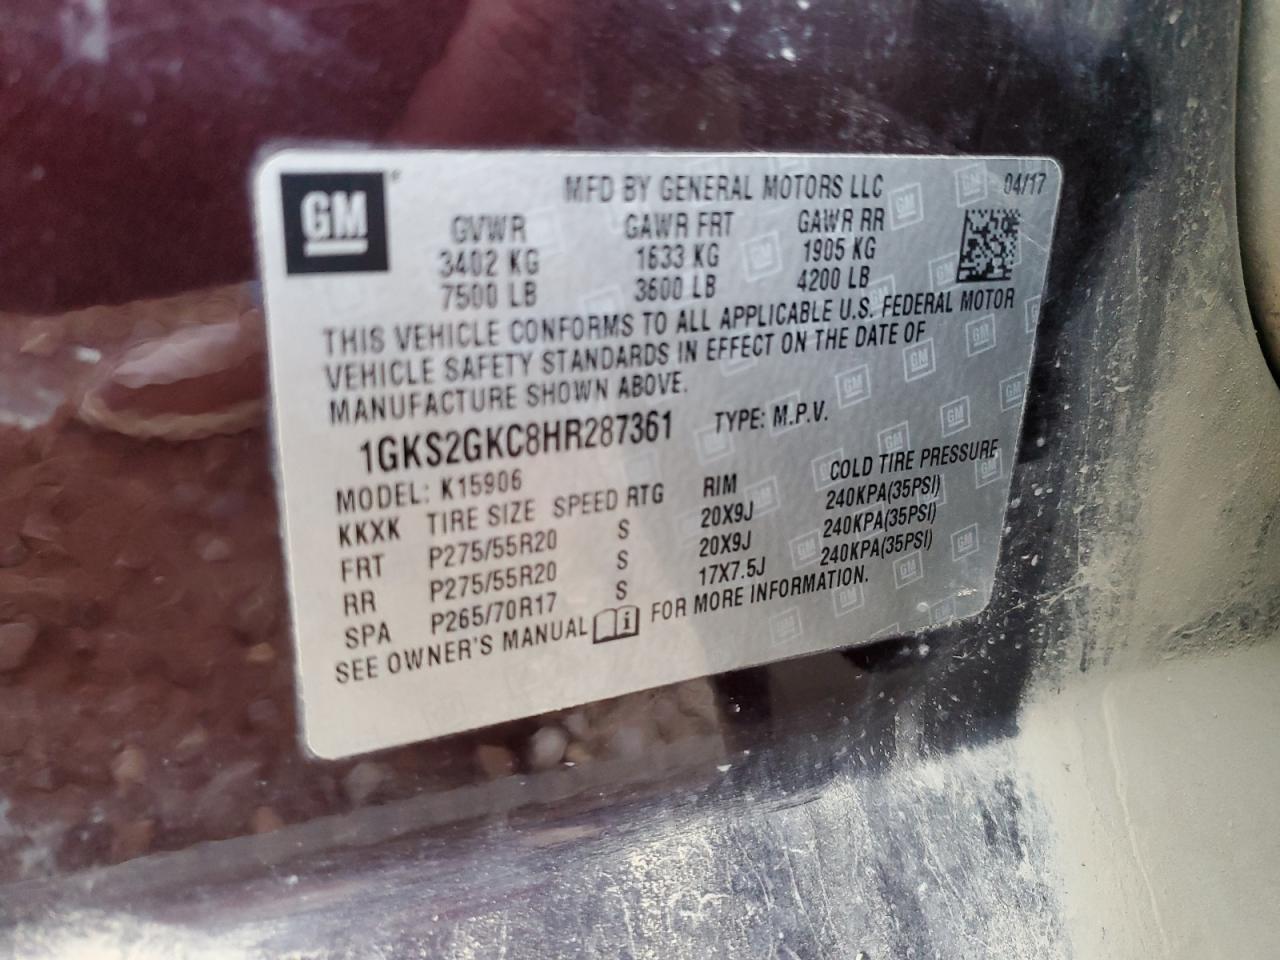 GM
MFD BY GENERAL MOTORS LLC 04/17
GVWR GAWR FRT GAWR RR
3402 KG 1633 KG 1905 KG
7500 LB 3600 LB 4200 LB
THIS VEHICLE CONFORMS TO ALL APPLICABLE U.S. FEDERAL MOTOR
VEHICLE SAFETY STANDARDS IN EFFECT ON THE DATE OF
MANUFACTURE SHOWN ABOVE.
1GKS2GKC8HR287361 TYPE: M.P.V.
MODEL: K15906
KKXK TIRE SIZE SPEED RTG RIM COLD TIRE PRESSURE
FRT P275/55R20 S 20X9J 240KPA(35PSI)
RR P275/55R20 S 20X9J 240KPA(35PSI)
SPA P265/70R17 S 17X7.5J 240KPA(35PSI)
SEE OWNER'S MANUAL FOR MORE INFORMATION.